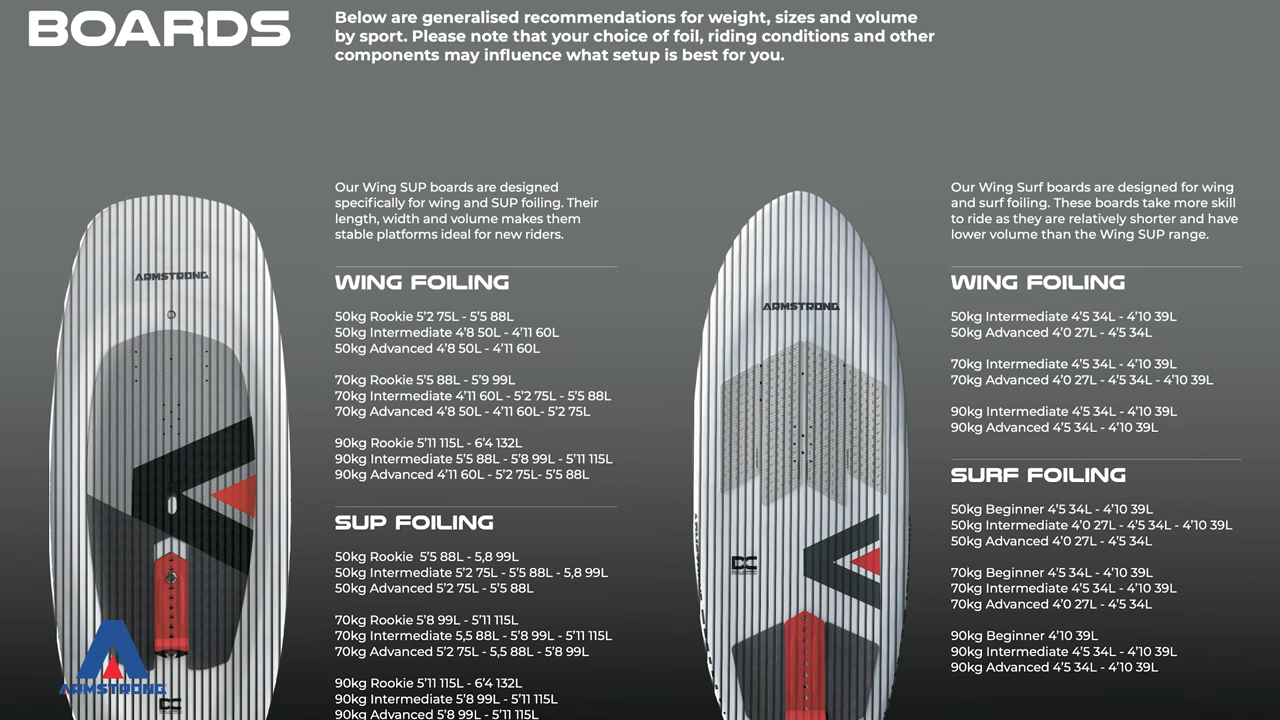 BOARDS
Below are generalised recommendations for weight, sizes and volume
by sport. Please note that your choice of foil, riding conditions and other
components may influence what setup is best for you.
ARMSTRONG
ARMSTRONG
DC
Our Wing SUP boards are designed
specifically for wing and SUP foiling. Their
length, width and volume makes them
stable platforms ideal for new riders.
WING FOILING
50kg Rookie 5'2 75L - 5'5 88L
50kg Intermediate 4'8 50L - 4'11 60L
50kg Advanced 4'8 50L - 4'11 60L
70kg Rookie 5'5 88L - 5'9 99L
70kg Intermediate 4'11 60L - 5'2 75L - 5'5 88L
70kg Advanced 4'8 50L - 4'11 60L- 5'2 75L
90kg Rookie 5'11 115L - 6'4 132L
90kg Intermediate 5'5 88L - 5'8 99L - 5'11 115L
90kg Advanced 4'11 60L - 5'2 75L- 5'5 88L
SUP FOILING
50kg Rookie  5'5 88L - 5,8 99L
50kg Intermediate 5'2 75L - 5'5 88L - 5,8 99L
50kg Advanced 5'2 75L - 5'5 88L
70kg Rookie 5'8 99L - 5'11 115L
70kg Intermediate 5,5 88L - 5'8 99L - 5'11 115L
70kg Advanced 5'2 75L - 5,5 88L - 5'8 99L
90kg Rookie 5'11 115L - 6'4 132L
90kg Intermediate 5'8 99L - 5'11 115L
90kg Advanced 5'8 99L - 5'11 115L
ARMSTRONG
DC
Our Wing Surf boards are designed for wing
and surf foiling. These boards take more skill
to ride as they are relatively shorter and have
lower volume than the Wing SUP range.
WING FOILING
50kg Intermediate 4'5 34L - 4'10 39L
50kg Advanced 4'0 27L - 4'5 34L
70kg Intermediate 4'5 34L - 4'10 39L
70kg Advanced 4'0 27L - 4'5 34L - 4'10 39L
90kg Intermediate 4'5 34L - 4'10 39L
90kg Advanced 4'5 34L - 4'10 39L
SURF FOILING
50kg Beginner 4'5 34L - 4'10 39L
50kg Intermediate 4'0 27L - 4'5 34L - 4'10 39L
50kg Advanced 4'0 27L - 4'5 34L
70kg Beginner 4'5 34L - 4'10 39L
70kg Intermediate 4'5 34L - 4'10 39L
70kg Advanced 4'0 27L - 4'5 34L
90kg Beginner 4'10 39L
90kg Intermediate 4'5 34L - 4'10 39L
90kg Advanced 4'5 34L - 4'10 39L